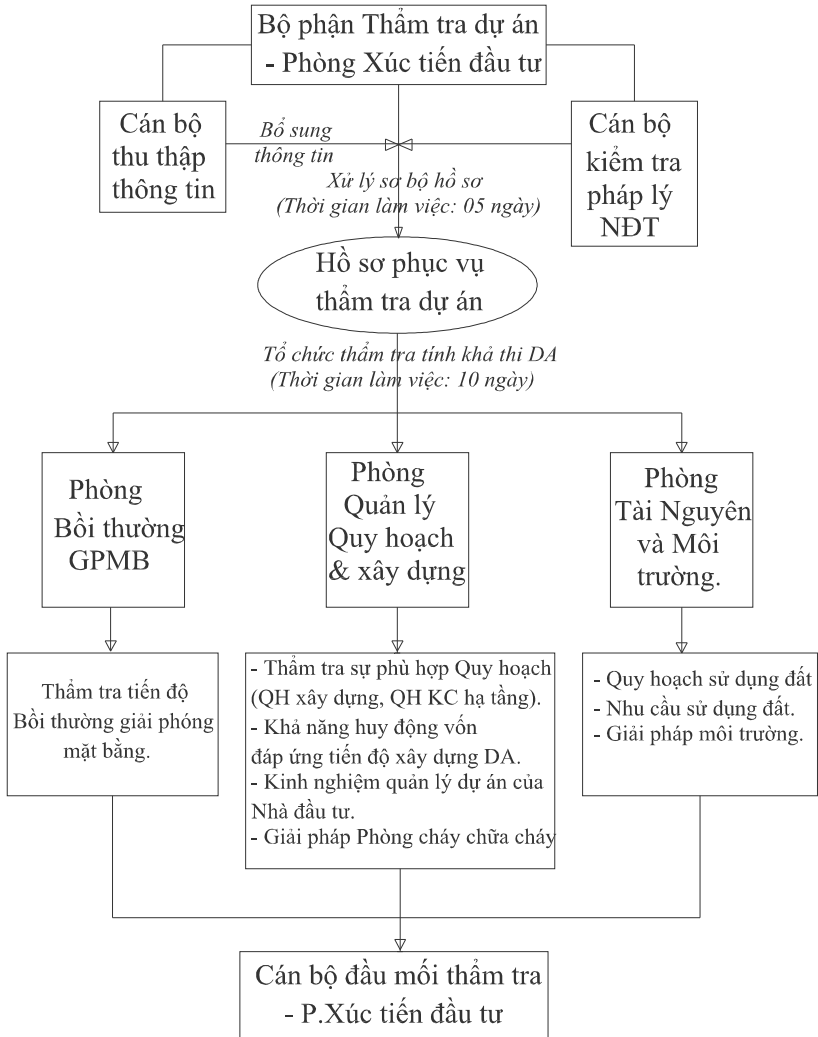 Bộ phận Thẩm tra dự án
- Phòng Xúc tiến đầu tư
Cán bộ
thu thập
thông tin
Bổ sung
thông tin
Cán bộ
kiểm tra
pháp lý
NĐT
Xử lý sơ bộ hồ sơ
(Thời gian làm việc: 05 ngày)
Hồ sơ phục vụ
thẩm tra dự án
Tổ chức thẩm tra tính khả thi DA
(Thời gian làm việc: 10 ngày)
Phòng
Bồi thường
GPMB
Phòng
Quản lý
Quy hoạch
& xây dựng
Phòng
Tài Nguyên
và Môi
trường.
Thẩm tra tiến độ
Bồi thường giải phóng
mặt bằng.
- Thẩm tra sự phù hợp Quy hoạch
(QH xây dựng, QH KC hạ tầng).
- Khả năng huy động vốn
đáp ứng tiến độ xây dựng DA.
- Kinh nghiệm quản lý dự án của
Nhà đầu tư.
- Giải pháp Phòng cháy chữa cháy
- Quy hoạch sử dụng đất
- Nhu cầu sử dụng đất.
- Giải pháp môi trường.
Cán bộ đầu mối thẩm tra
- P.Xúc tiến đầu tư